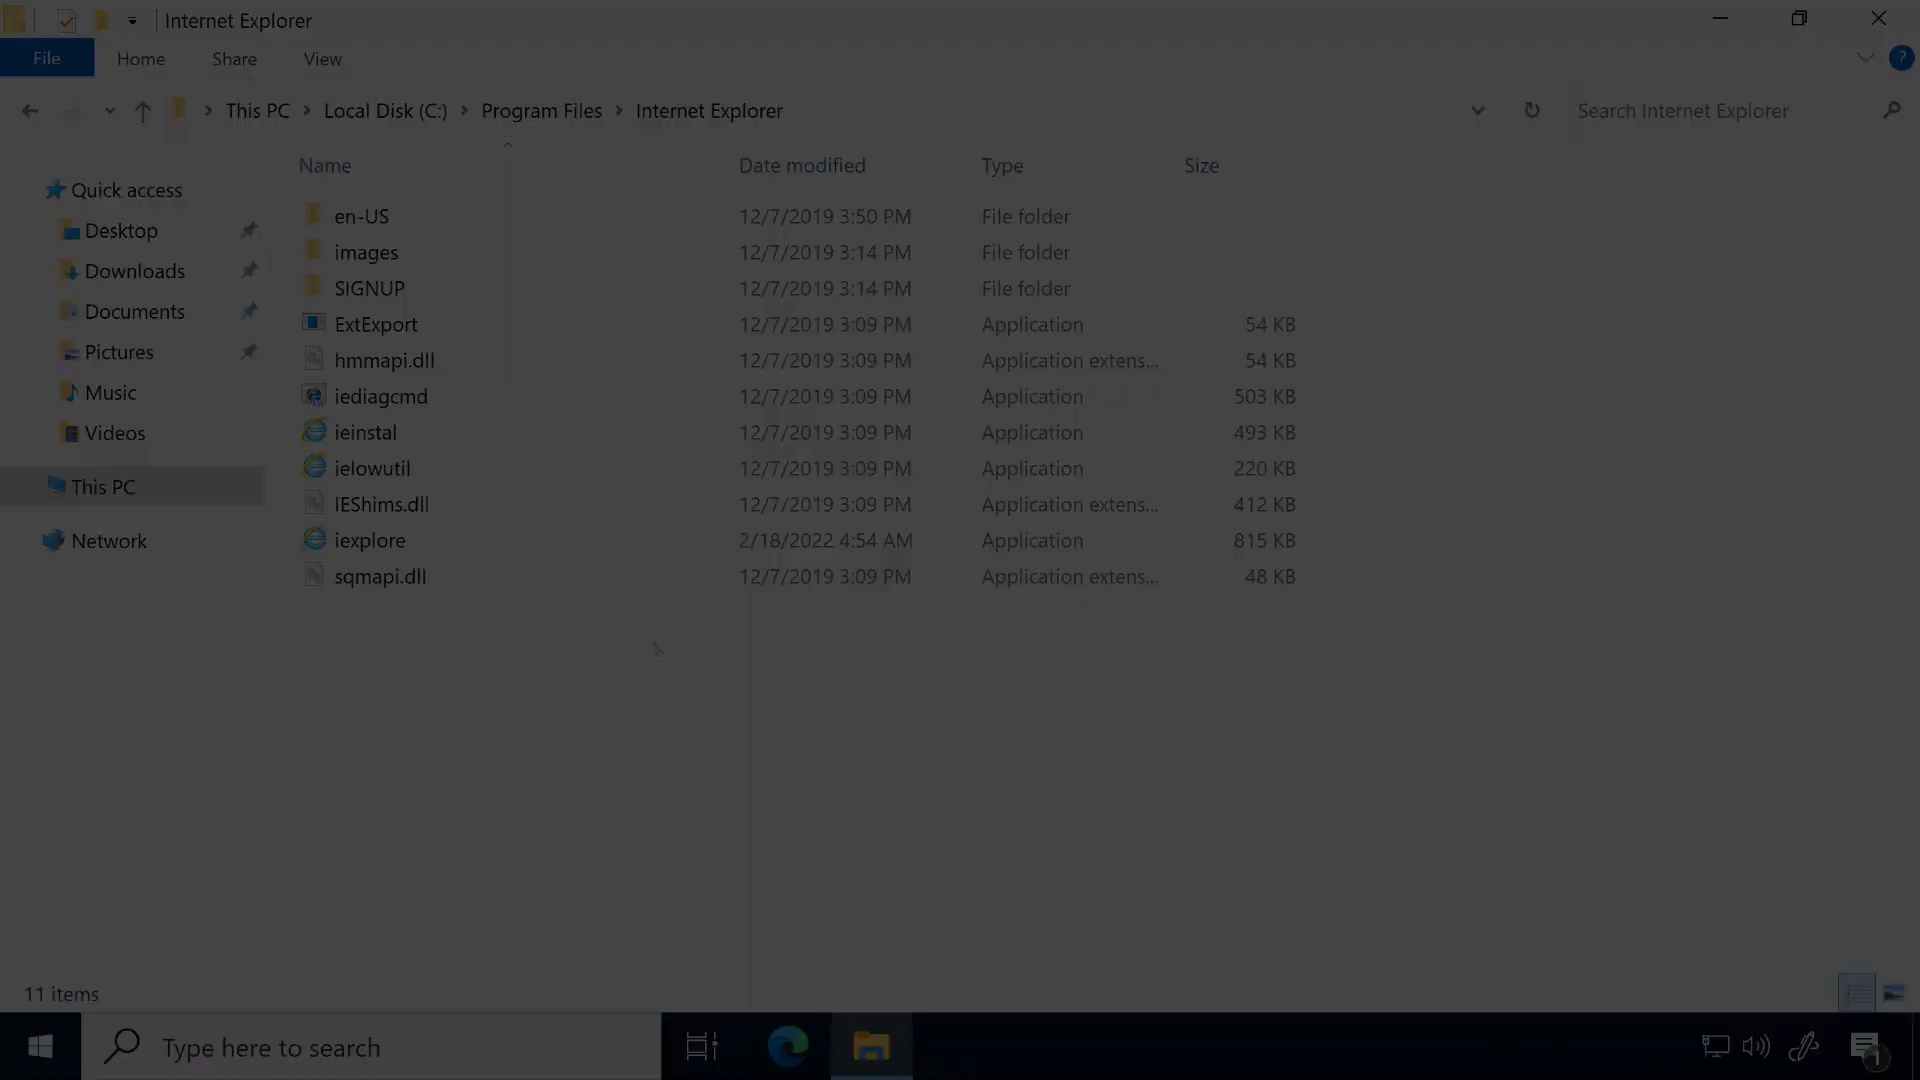 Internet Explorer
File Home Share View
This PC Local Disk (C:) Program Files Internet Explorer Search Internet Explorer
Name Date modified Type Size
Quick access
Desktop
Downloads
Documents
Pictures
Music
Videos
This PC
Network
en-US 12/7/2019 3:50 PM File folder
images 12/7/2019 3:14 PM File folder
SIGNUP 12/7/2019 3:14 PM File folder
ExtExport 12/7/2019 3:09 PM Application 54 KB
hmmapi.dll 12/7/2019 3:09 PM Application extens... 54 KB
iediagcmd 12/7/2019 3:09 PM Application 503 KB
ieinstal 12/7/2019 3:09 PM Application 493 KB
ielowutil 12/7/2019 3:09 PM Application 220 KB
IEShims.dll 12/7/2019 3:09 PM Application extens... 412 KB
iexplore 2/18/2022 4:54 AM Application 815 KB
sqmapi.dll 12/7/2019 3:09 PM Application extens... 48 KB
11 items
Type here to search
1